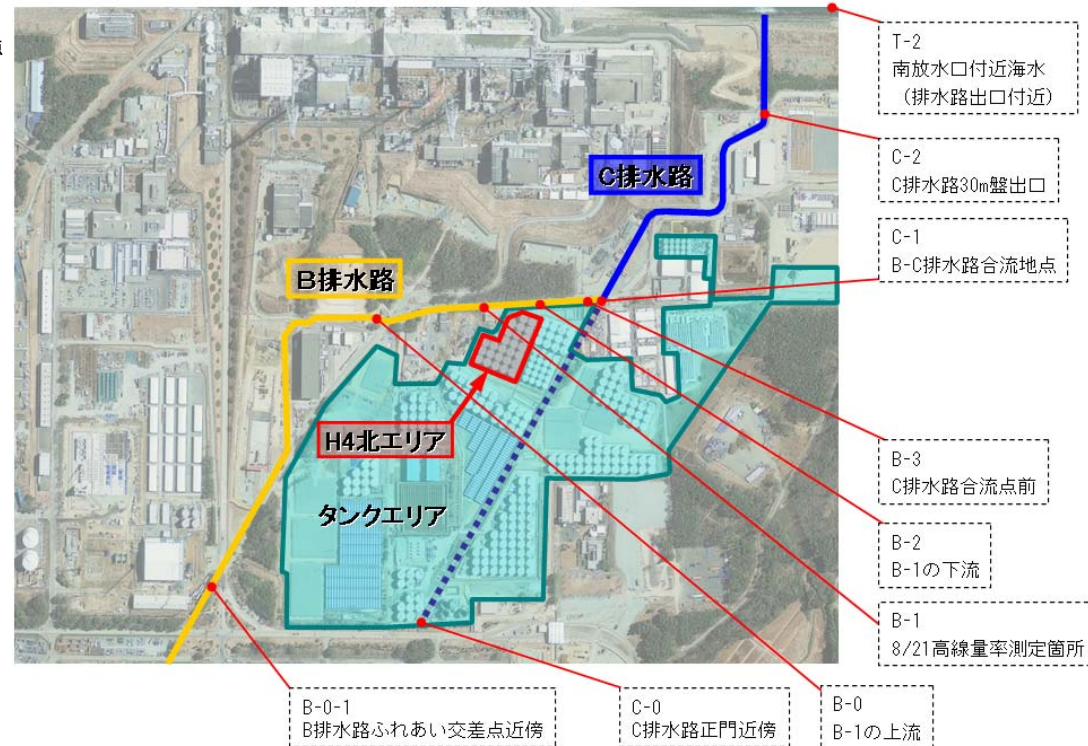 点
T-2
南放水口付近海水
（排水路出口付近）
C排水路
C-2
C排水路30m盤出口
C-1
B-C排水路合流地点
B排水路
H4北エリア
タンクエリア
B-3
C排水路合流点前
B-2
B-1の下流
B-1
8/21高線量率測定箇所
B-0-1
B排水路ふれあい交差点近傍
C-0
C排水路正門近傍
B-0
B-1の上流